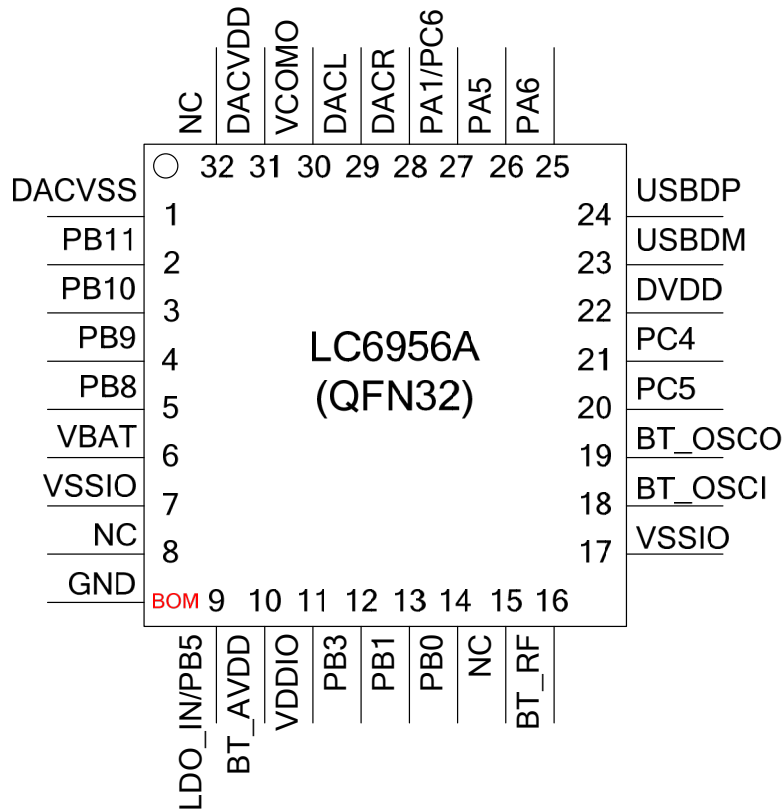 NC
DACVDD
VCOMO
DACL
DACR
PA1/PC6
PA5
PA6
32 31 30 29 28 27 26 25
DACVSS
1
PB11
2
PB10
3
PB9
4
PB8
5
VBAT
6
VSSIO
7
NC
8
GND
LC6956A
(QFN32)
USBDP
24
USBDM
23
DVDD
22
PC4
21
PC5
20
BT_OSCO
19
BT_OSCI
18
VSSIO
17
BOM 9 10 11 12 13 14 15 16
LDO_IN/PB5
BT_AVDD
VDDIO
PB3
PB1
PB0
NC
BT_RF